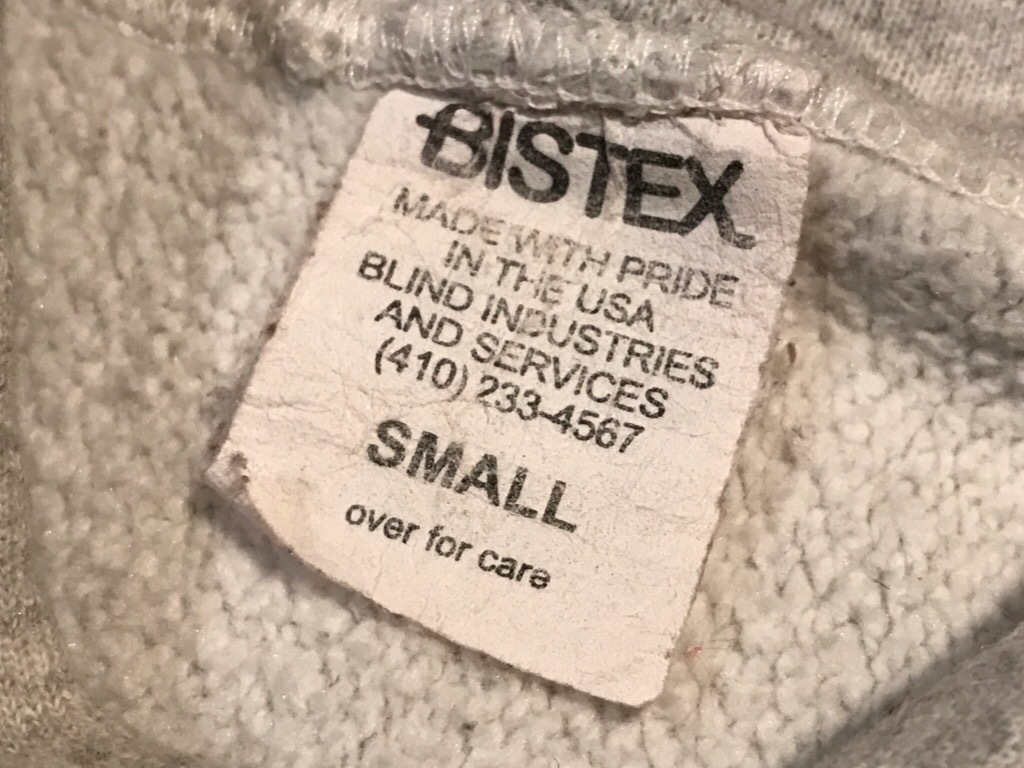 BISTEX
MADE WITH PRIDE
IN THE USA
BLIND INDUSTRIES
AND SERVICES
(410) 233-4567
SMALL
over for care